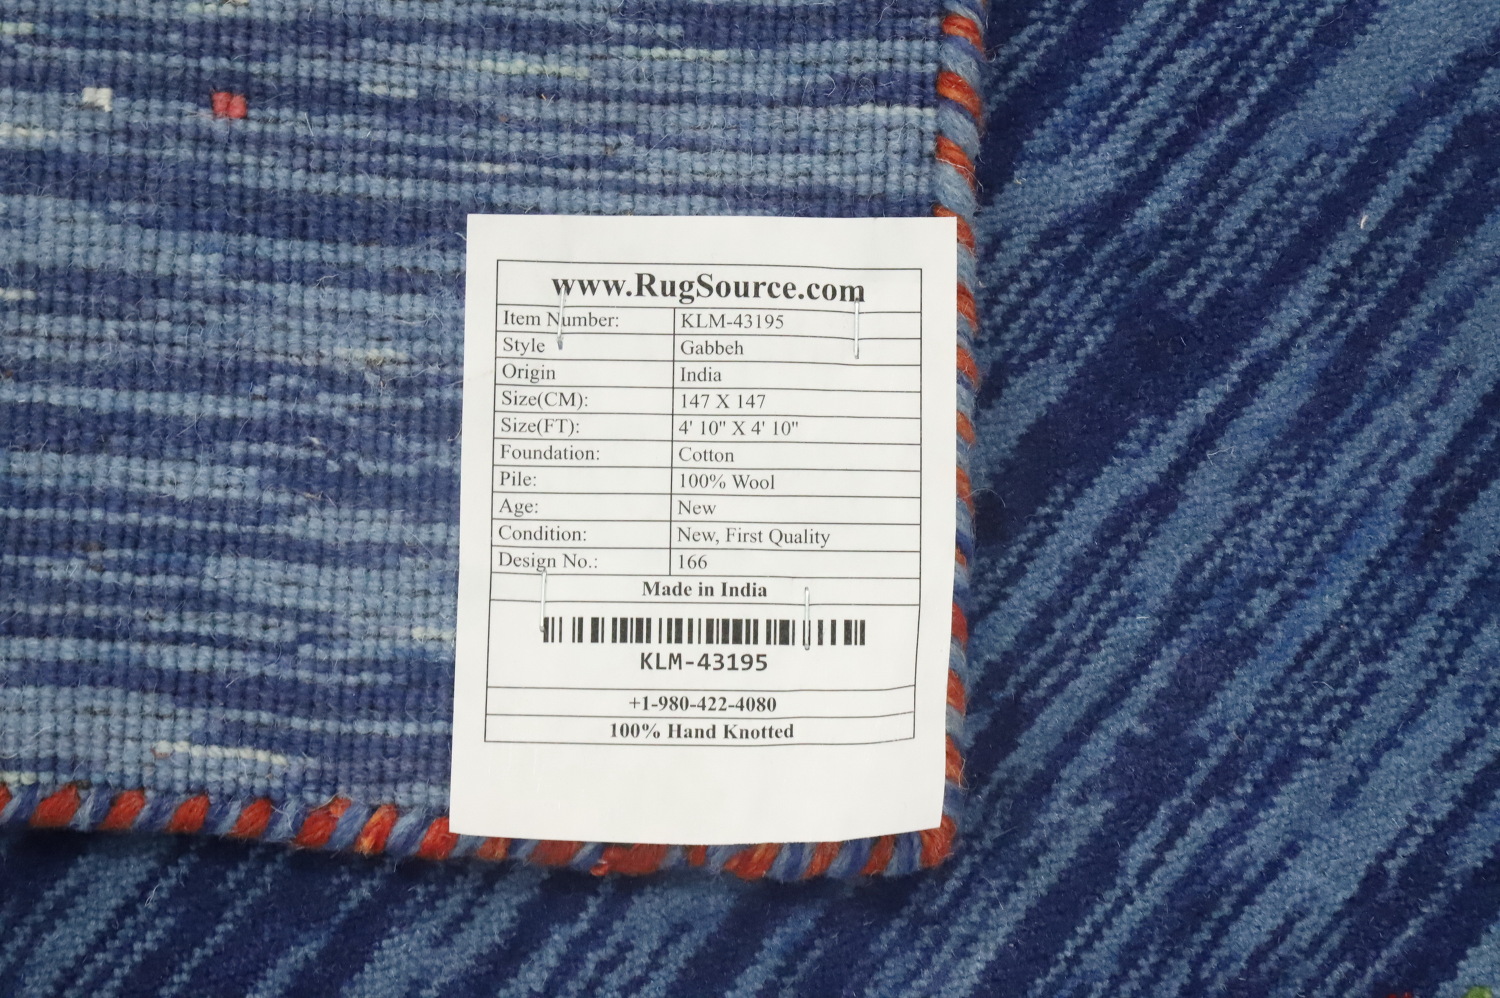 www.RugSource.com
Item Number: KLM-43195
Style Gabbeh
Origin India
Size(CM): 147 X 147
Size(FT): 4' 10" X 4' 10"
Foundation: Cotton
Pile: 100% Wool
Age: New
Condition: New, First Quality
Design No.: 166
Made in India
KLM-43195
+1-980-422-4080
100% Hand Knotted